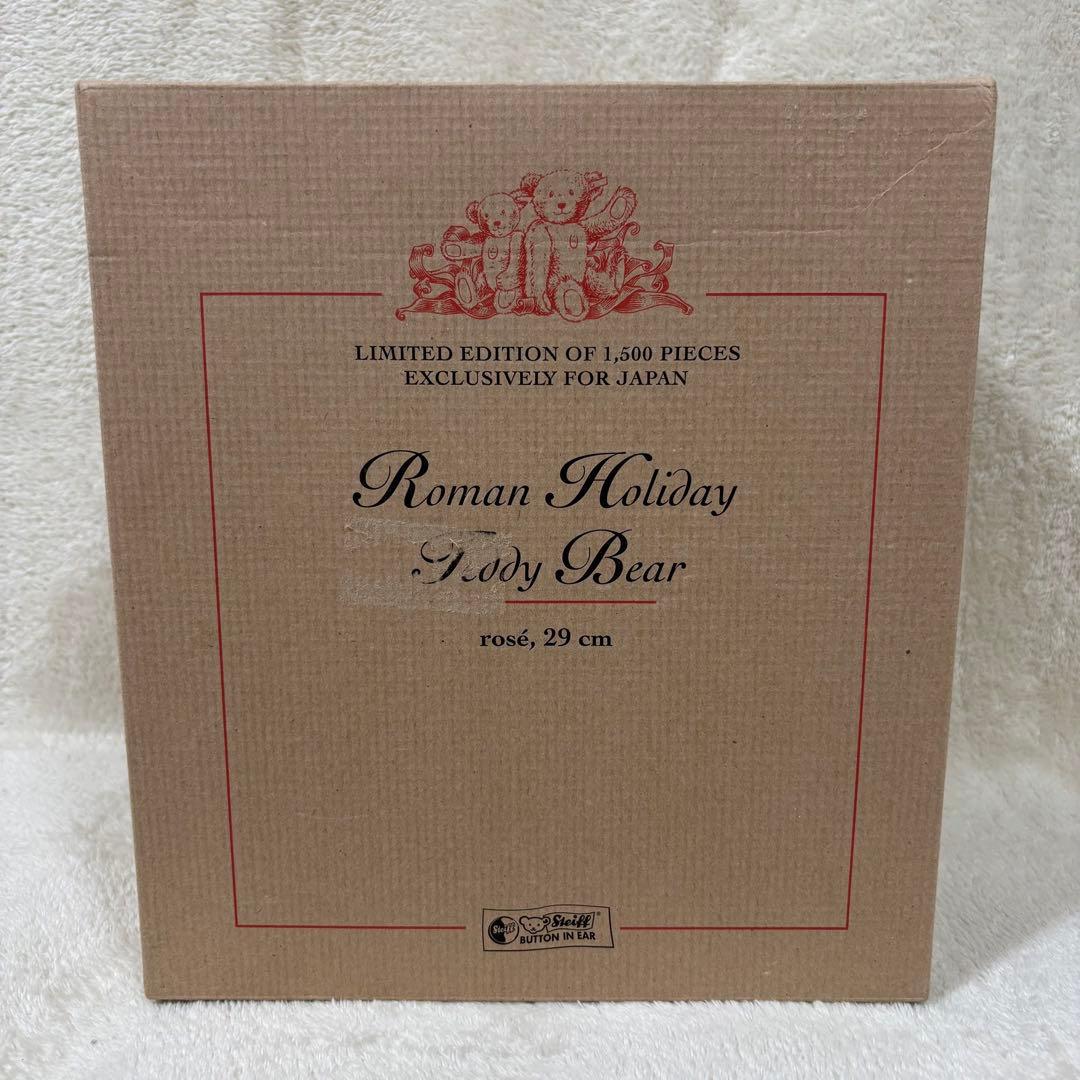 LIMITED EDITION OF 1,500 PIECES
EXCLUSIVELY FOR JAPAN
Roman Holiday
Teddy Bear
rosé, 29 cm
Steiff Steiff®
BUTTON IN EAR